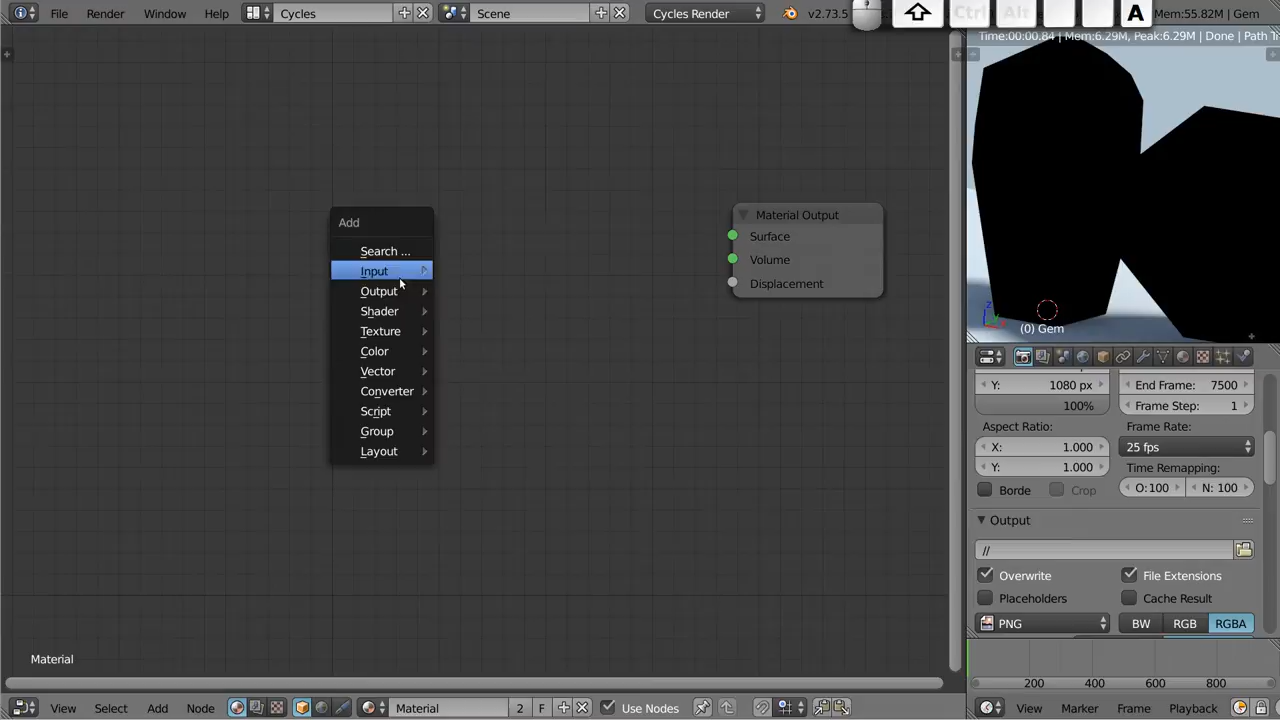 File Render Window Help Cycles Scene Cycles Render v2.73.5 Ctrl Alt A Mem:55.82M | Gem
Time:00:00.84 | Mem:6.29M, Peak:6.29M | Done | Path Tr
Add
Search ...
Input
Output
Shader
Texture
Color
Vector
Converter
Script
Group
Layout
Material Output
Surface
Volume
Displacement
z
(0) Gem
Y: 1080 px
100%
End Frame: 7500
Frame Step: 1
Aspect Ratio:
Frame Rate:
X: 1.000
25 fps
Y: 1.000
Time Remapping:
Borde
Crop
O:100
N: 100
Output
//
Overwrite
File Extensions
Placeholders
Cache Result
PNG
BW RGB RGBA
Material
200 400 600 800
View Select Add Node Material 2 F Use Nodes
View Marker Frame Playback